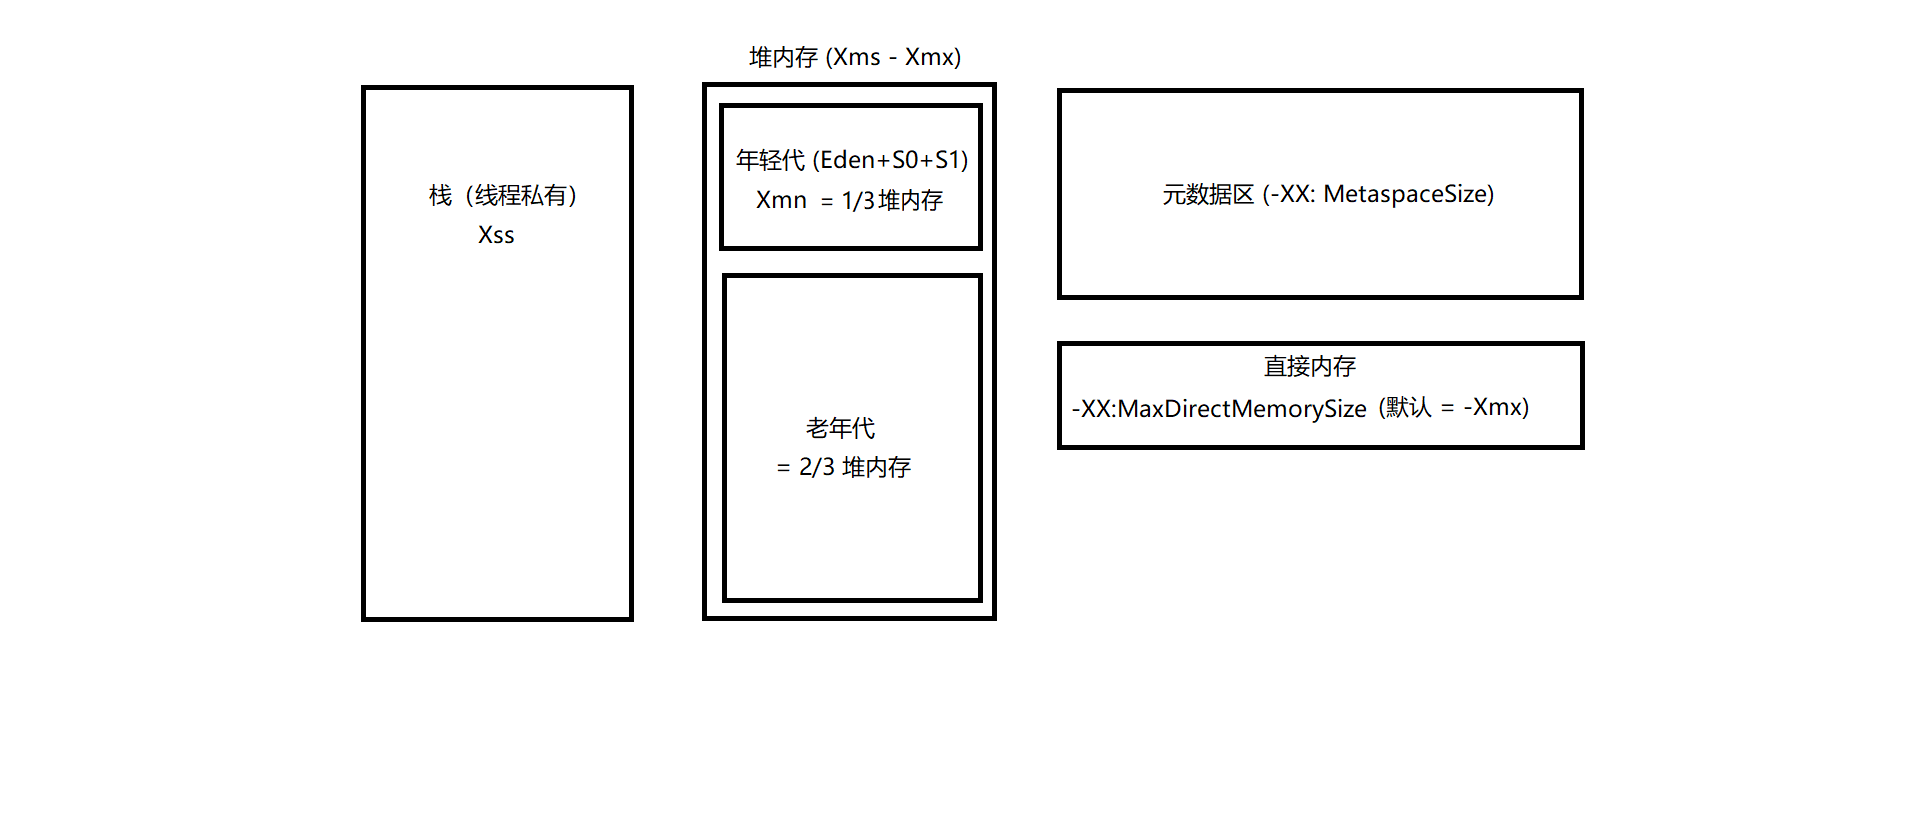 堆内存 (Xms - Xmx)
栈（线程私有）
Xss
年轻代 (Eden+S0+S1)
Xmn = 1/3堆内存
老年代
= 2/3 堆内存
元数据区 (-XX: MetaspaceSize)
直接内存
-XX:MaxDirectMemorySize (默认 = -Xmx)